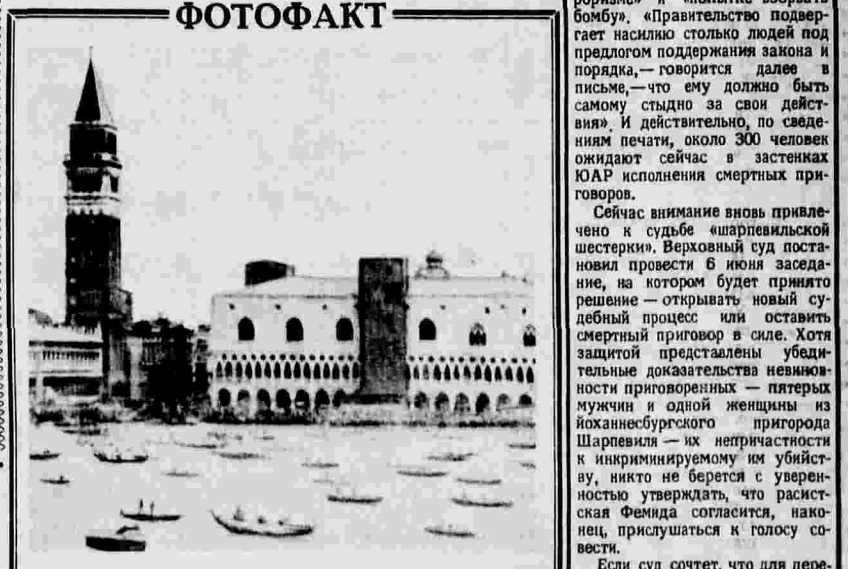 ФОТОФАКТ
бомбу». «Правительство подвер-
гает насилию столько людей под
предлогом поддержания закона и
порядка,— говорится далее в
письме,—что ему должно быть
самому стыдно за свои дейст-
вия». И действительно, по сведе-
ниям печати, около 300 человек
ожидают сейчас в застенках
ЮАР исполнения смертных при-
говоров.
Сейчас внимание вновь привле-
чено к судьбе «шарпевильской
шестерки». Верховный суд поста-
новил провести 6 июня заседа-
ние, на котором будет принято
решение — открывать новый су-
дебный процесс или оставить
смертный приговор в силе. Хотя
защитой представлены убеди-
тельные доказательства невинов-
ности приговоренных — пятерых
мужчин и одной женщины из
йоханнесбургского пригорода
Шарпевиля — их непричастности
к инкриминируемому им убийст-
ву, никто не берется с уверен-
ностью утверждать, что расист-
ская Фемида согласится, нако-
нец, прислушаться к голосу со-
вести.
Если суд сочтет, что для пере-